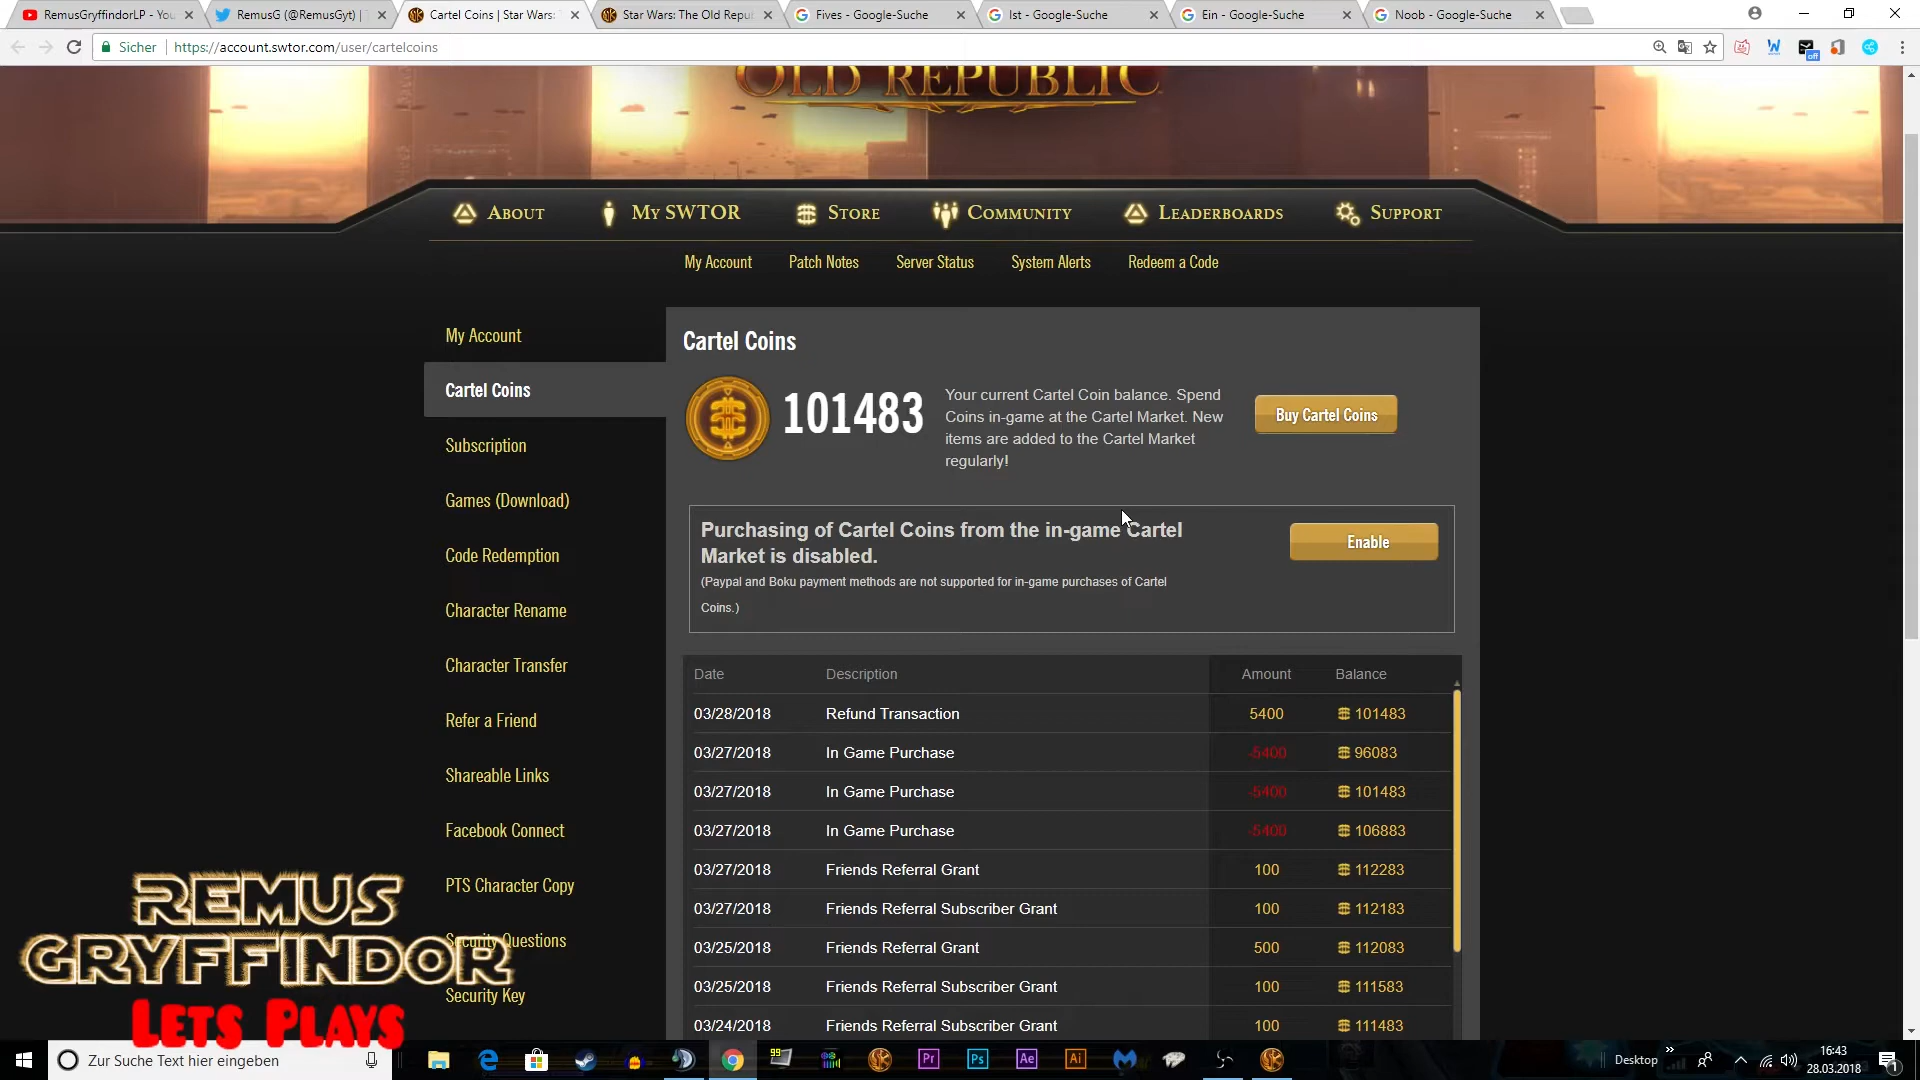 RemusGryffindorLP - You
RemusG (@RemusGyt) | T
Cartel Coins | Star Wars:
Star Wars: The Old Repu
Fives - Google-Suche
Ist - Google-Suche
Ein - Google-Suche
Noob - Google-Suche
Sicher
https://account.swtor.com/user/cartelcoins
off
OLD REPUBLIC
About
My SWTOR
Store
Community
Leaderboards
Support
My Account
Patch Notes
Server Status
System Alerts
Redeem a Code
My Account
Cartel Coins
Subscription
Games (Download)
Code Redemption
Character Rename
Character Transfer
Refer a Friend
Shareable Links
Facebook Connect
PTS Character Copy
Security Questions
Security Key
Cartel Coins
101483
Your current Cartel Coin balance. Spend
Coins in-game at the Cartel Market. New
items are added to the Cartel Market
regularly!
Buy Cartel Coins
Purchasing of Cartel Coins from the in-game Cartel
Market is disabled.
(Paypal and Boku payment methods are not supported for in-game purchases of Cartel
Coins.)
Enable
Date Description Amount Balance
03/28/2018 Refund Transaction 5400 101483
03/27/2018 In Game Purchase -5400 96083
03/27/2018 In Game Purchase -5400 101483
03/27/2018 In Game Purchase -5400 106883
03/27/2018 Friends Referral Grant 100 112283
03/27/2018 Friends Referral Subscriber Grant 100 112183
03/25/2018 Friends Referral Grant 500 112083
03/25/2018 Friends Referral Subscriber Grant 100 111583
03/24/2018 Friends Referral Subscriber Grant 100 111483
REMUS
GRYFFINDOR
LETS PLAYS
Zur Suche Text hier eingeben
99
Pr
Ps
Ae
Ai
Desktop
16:43
28.03.2018
1